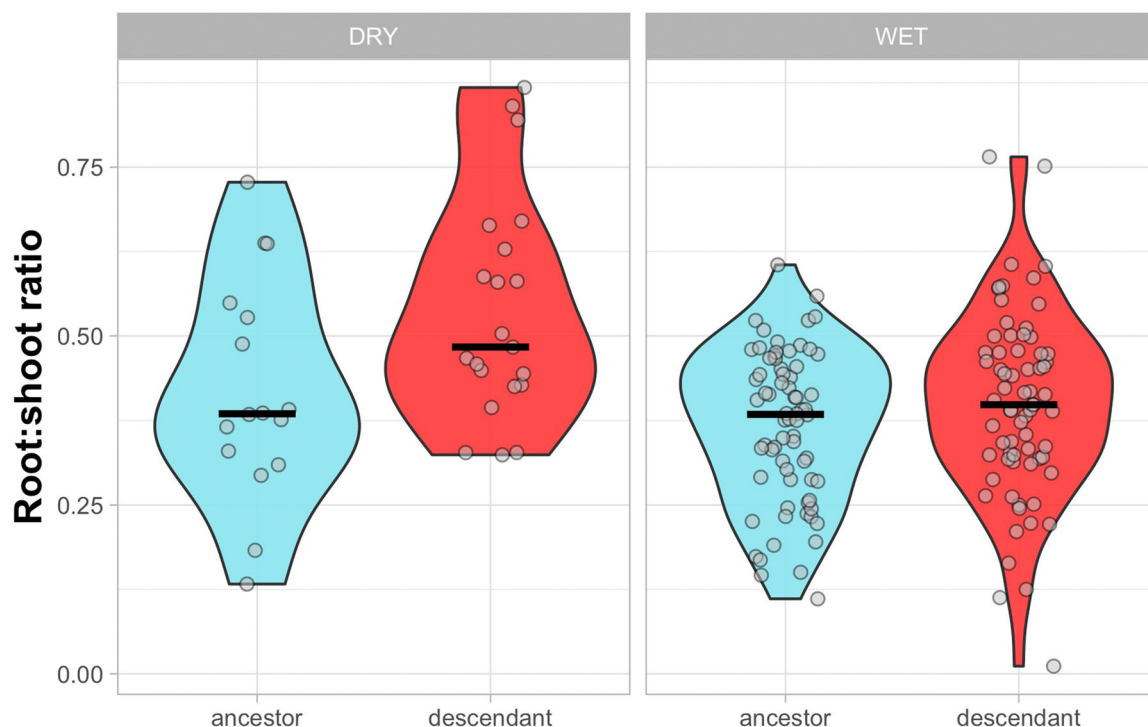 DRY
WET
Root:shoot ratio
0.75
0.50
0.25
0.00
ancestor
descendant
ancestor
descendant